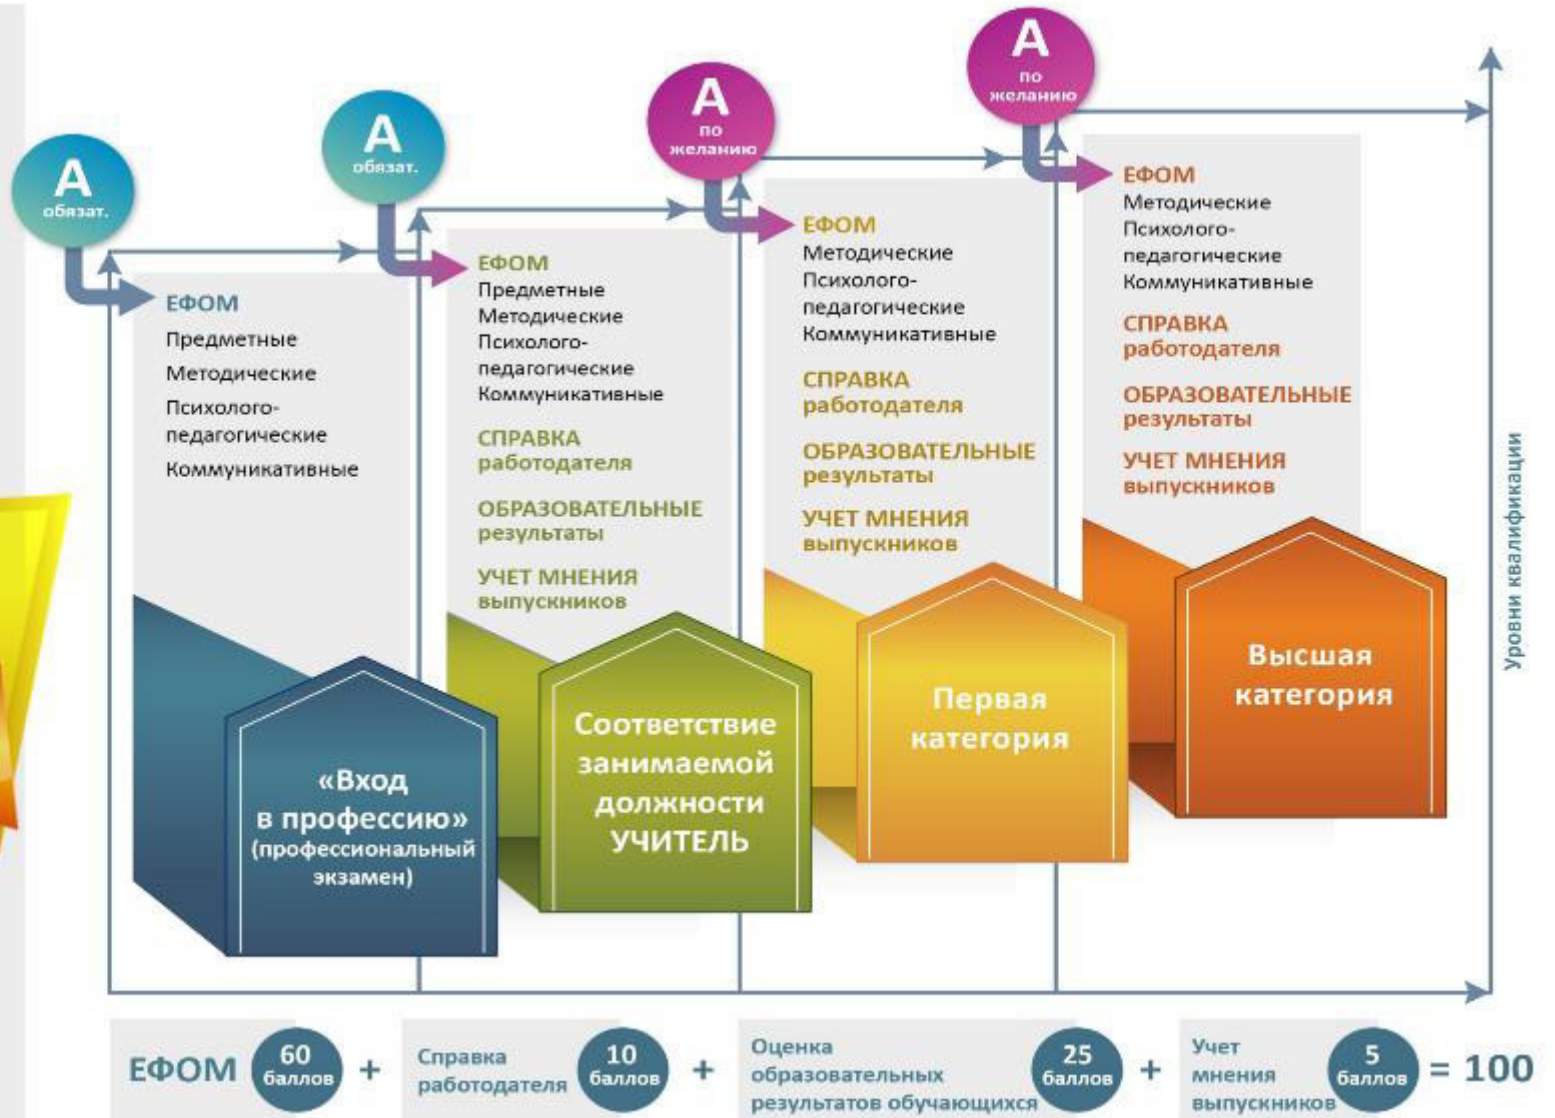 А
обязат.
ЕФОМ
Предметные
Методические
Психолого-
педагогические
Коммуникативные
«Вход
в профессию»
(профессиональный
экзамен)
А
обязат.
ЕФОМ
Предметные
Методические
Психолого-
педагогические
Коммуникативные
СПРАВКА
работодателя
ОБРАЗОВАТЕЛЬНЫЕ
результаты
УЧЕТ МНЕНИЯ
выпускников
Соответствие
занимаемой
должности
УЧИТЕЛЬ
А
по
желанию
ЕФОМ
Методические
Психолого-
педагогические
Коммуникативные
СПРАВКА
работодателя
ОБРАЗОВАТЕЛЬНЫЕ
результаты
УЧЕТ МНЕНИЯ
выпускников
Первая
категория
А
по
желанию
ЕФОМ
Методические
Психолого-
педагогические
Коммуникативные
СПРАВКА
работодателя
ОБРАЗОВАТЕЛЬНЫЕ
результаты
УЧЕТ МНЕНИЯ
выпускников
Высшая
категория
Уровни квалификации
ЕФОМ
60
баллов
+
Справка
работодателя
10
баллов
+
Оценка
образовательных
результатов обучающихся
25
баллов
+
Учет
мнения
выпускников
5
баллов
= 100